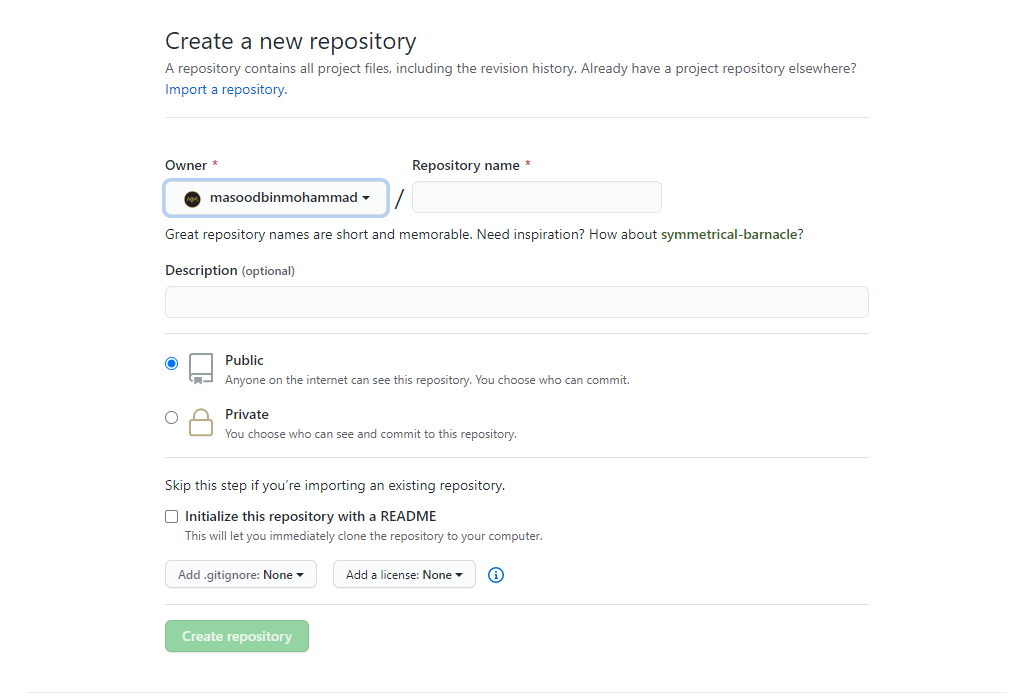 Create a new repository
A repository contains all project files, including the revision history. Already have a project repository elsewhere?
Import a repository.
Owner * Repository name *
masoodbinmohammad /
Great repository names are short and memorable. Need inspiration? How about symmetrical-barnacle?
Description (optional)
Public
Anyone on the internet can see this repository. You choose who can commit.
Private
You choose who can see and commit to this repository.
Skip this step if you’re importing an existing repository.
Initialize this repository with a README
This will let you immediately clone the repository to your computer.
Add .gitignore: None Add a license: None
Create repository